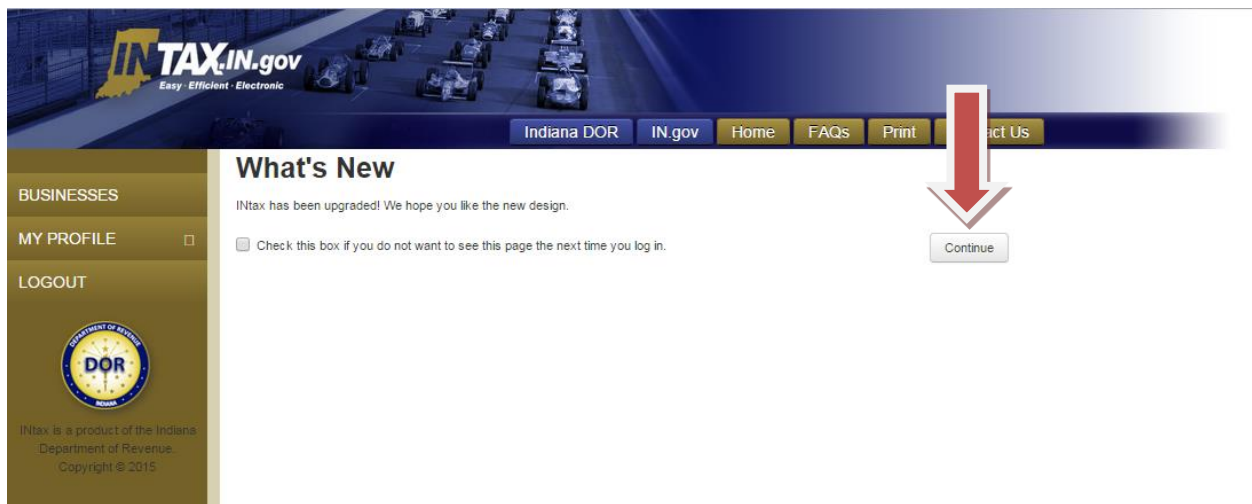 INTAX.IN.gov
Easy · Efficient · Electronic
Indiana DOR IN.gov Home FAQs Print act Us
BUSINESSES
MY PROFILE
LOGOUT
DEPARTMENT OF REVENUE
DOR
INDIANA
INtax is a product of the Indiana
Department of Revenue.
Copyright © 2015
What's New
INtax has been upgraded! We hope you like the new design.
Check this box if you do not want to see this page the next time you log in.
Continue